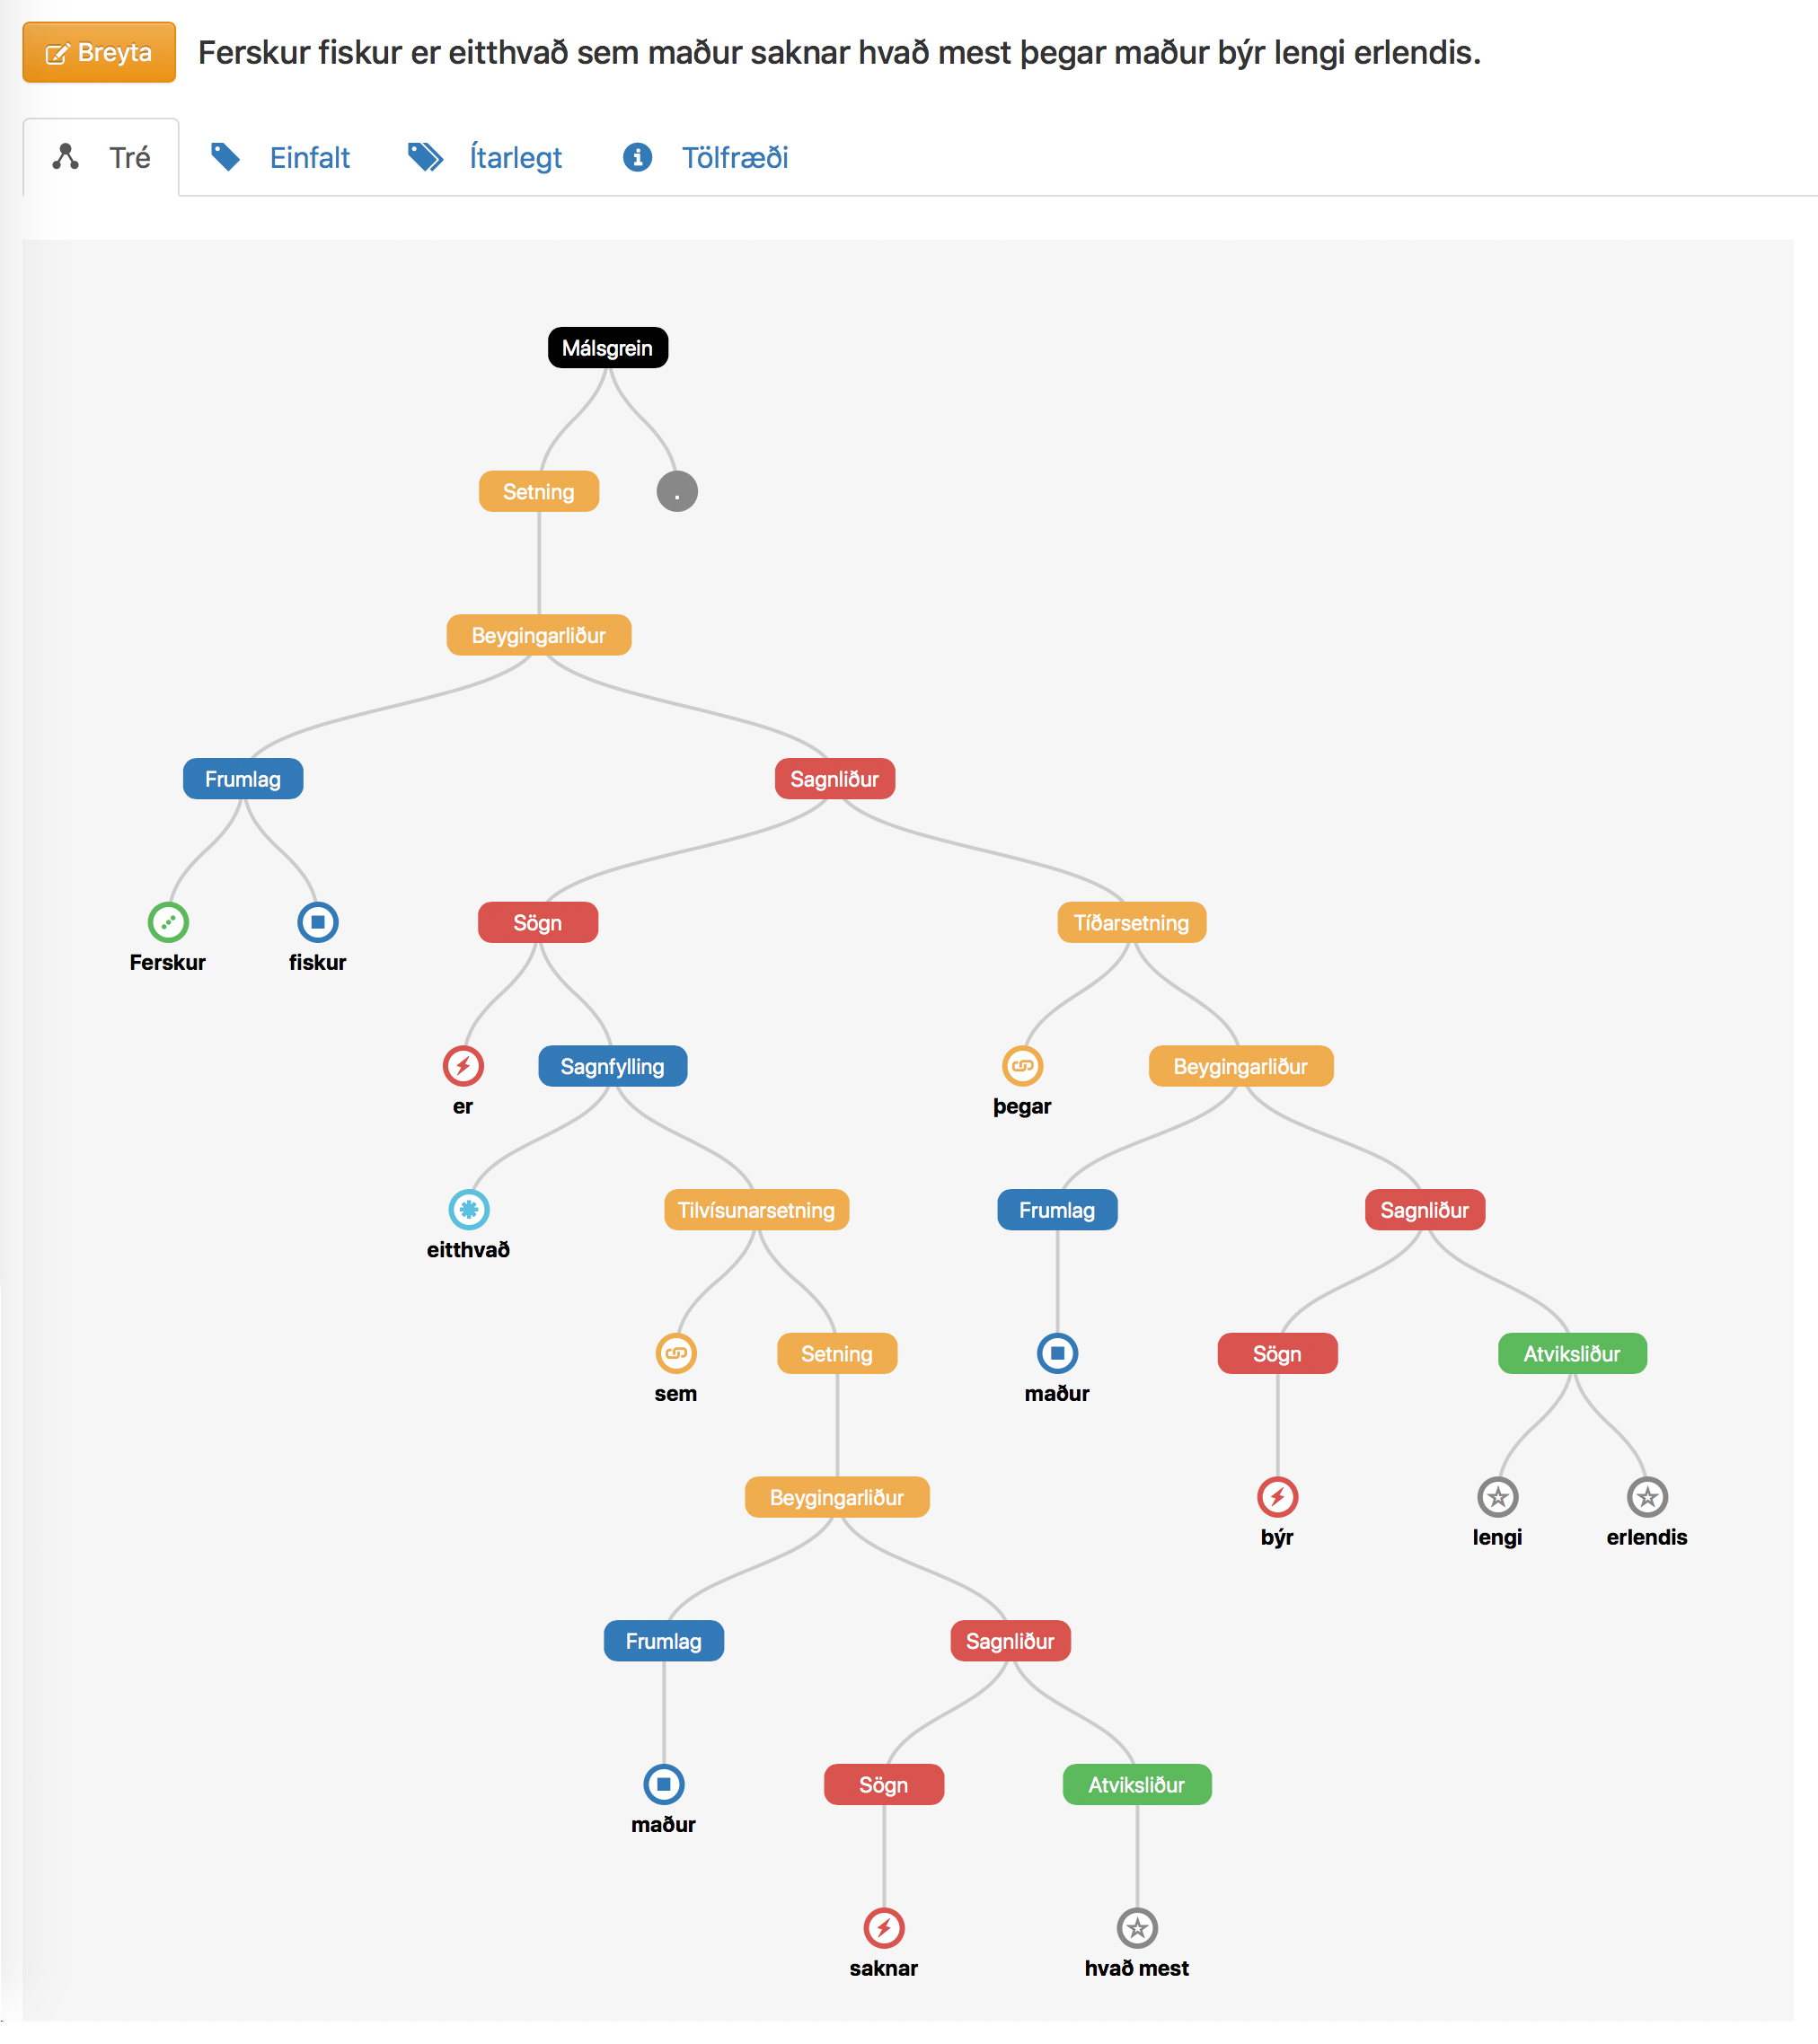 Breyta Ferskur fiskur er eitthvað sem maður saknar hvað mest þegar maður býr lengi erlendis.
Tré Einfalt Ítarlegt Tölfræði
Málsgrein
Setning .
Beygingarliður
Frumlag Sagnliður
Sögn Tíðarsetning
Ferskur fiskur
Sagnfylling Beygingarliður
er þegar
Tilvísunarsetning Frumlag Sagnliður
eitthvað
Setning Sögn Atviksliður
sem maður
Beygingarliður
býr lengi erlendis
Frumlag Sagnliður
Sögn Atviksliður
maður
saknar hvað mest